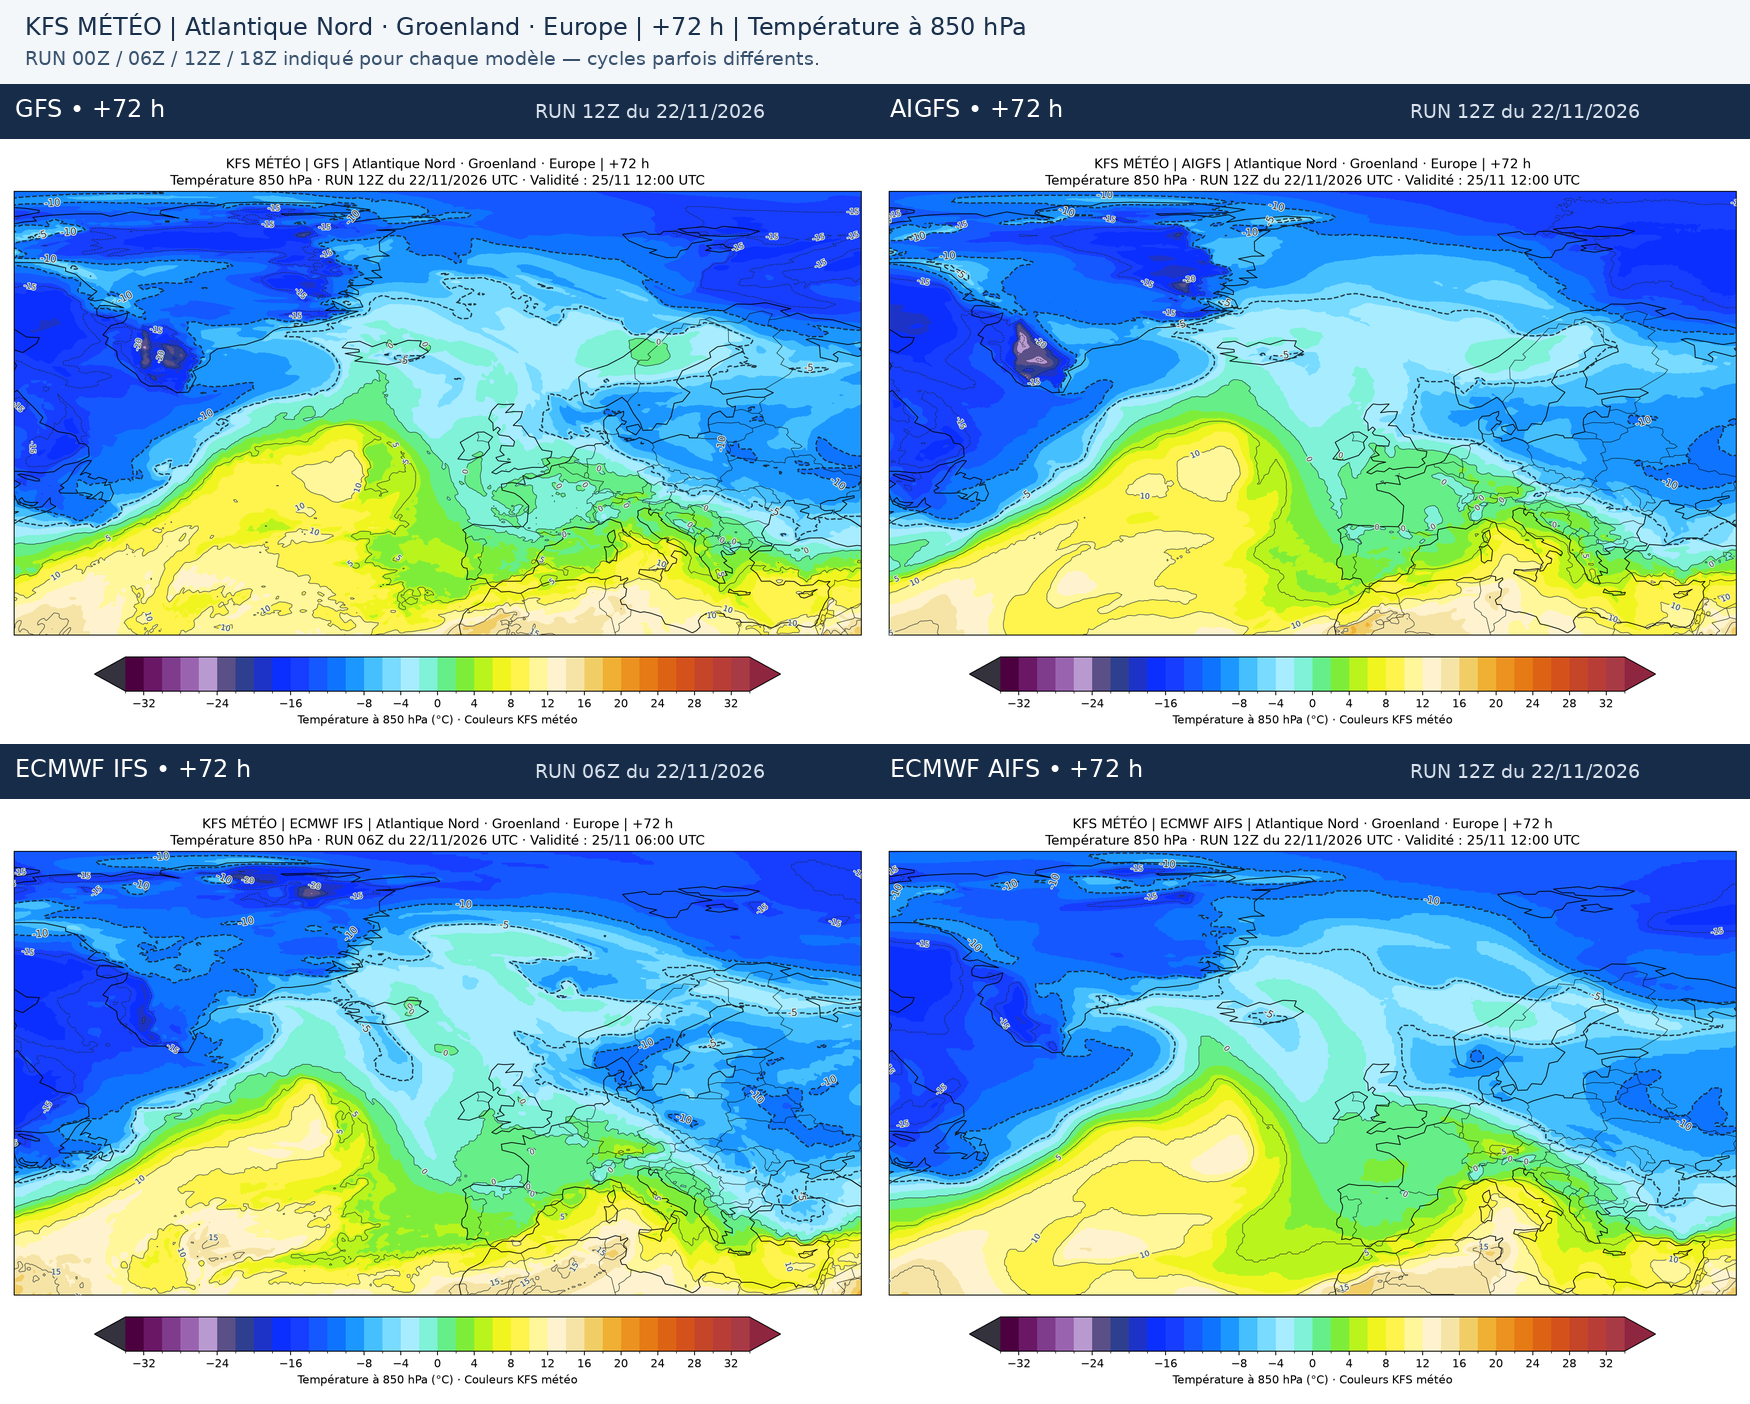 KFS MÉTÉO | Atlantique Nord · Groenland · Europe | +72 h | Température à 850 hPa
RUN 00Z / 06Z / 12Z / 18Z indiqué pour chaque modèle — cycles parfois différents.
GFS • +72 h
RUN 12Z du 22/11/2026
AIGFS • +72 h
RUN 12Z du 22/11/2026
KFS MÉTÉO | GFS | Atlantique Nord · Groenland · Europe | +72 h
Température 850 hPa · RUN 12Z du 22/11/2026 UTC · Validité : 25/11 12:00 UTC
KFS MÉTÉO | AIGFS | Atlantique Nord · Groenland · Europe | +72 h
Température 850 hPa · RUN 12Z du 22/11/2026 UTC · Validité : 25/11 12:00 UTC
−32 −24 −16 −8 −4 0 4 8 12 16 20 24 28 32
Température à 850 hPa (°C) · Couleurs KFS météo
−32 −24 −16 −8 −4 0 4 8 12 16 20 24 28 32
Température à 850 hPa (°C) · Couleurs KFS météo
ECMWF IFS • +72 h
RUN 06Z du 22/11/2026
ECMWF AIFS • +72 h
RUN 12Z du 22/11/2026
KFS MÉTÉO | ECMWF IFS | Atlantique Nord · Groenland · Europe | +72 h
Température 850 hPa · RUN 06Z du 22/11/2026 UTC · Validité : 25/11 06:00 UTC
KFS MÉTÉO | ECMWF AIFS | Atlantique Nord · Groenland · Europe | +72 h
Température 850 hPa · RUN 12Z du 22/11/2026 UTC · Validité : 25/11 12:00 UTC
−32 −24 −16 −8 −4 0 4 8 12 16 20 24 28 32
Température à 850 hPa (°C) · Couleurs KFS météo
−32 −24 −16 −8 −4 0 4 8 12 16 20 24 28 32
Température à 850 hPa (°C) · Couleurs KFS météo